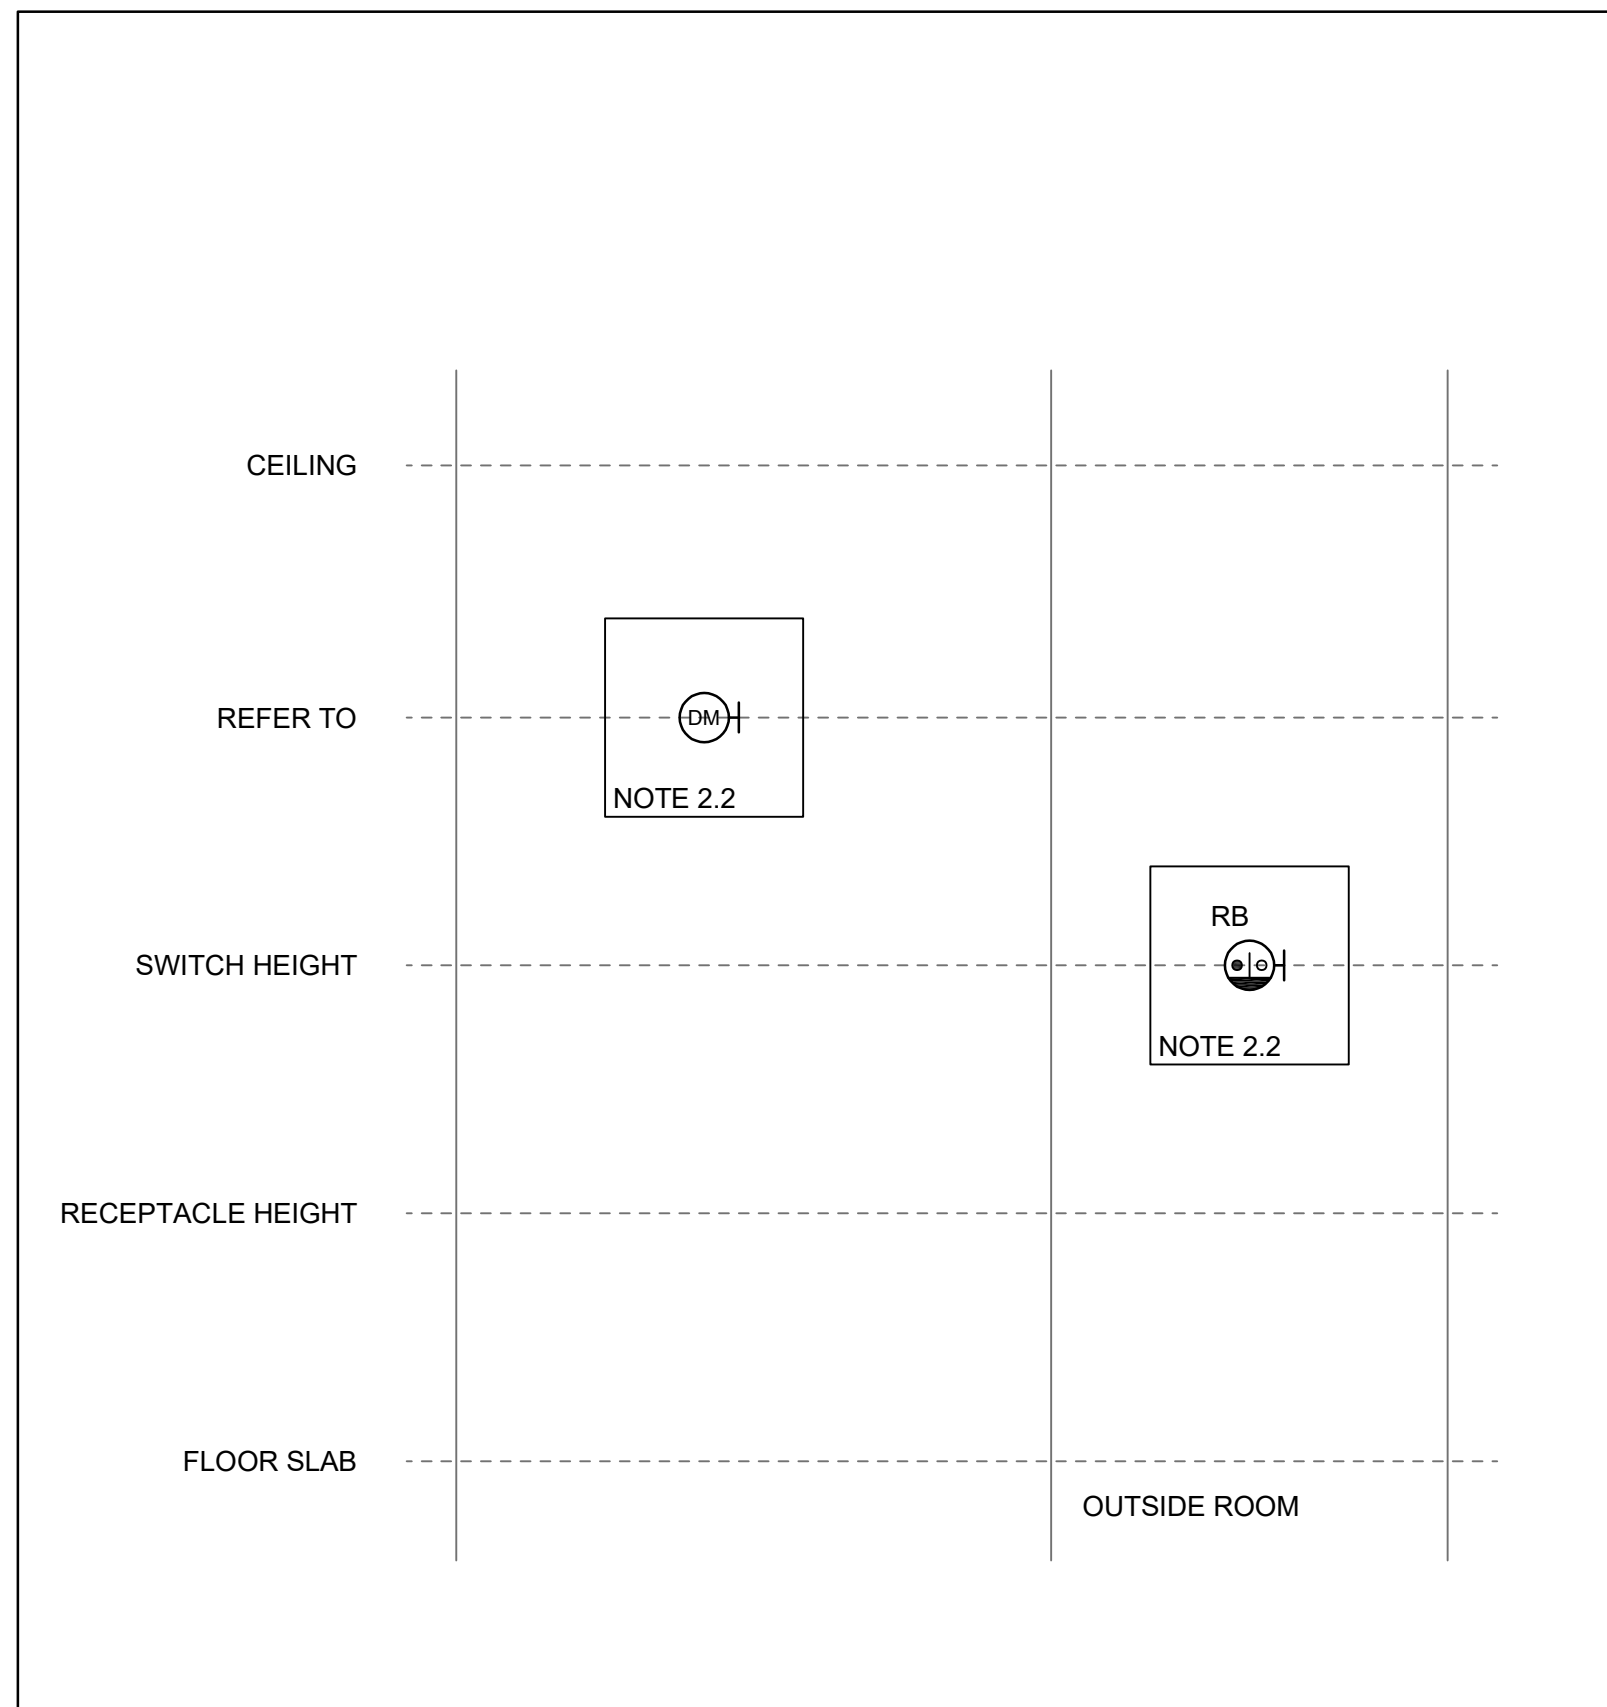 CEILING
REFER TO
DM
NOTE 2.2
RB
SWITCH HEIGHT
NOTE 2.2
RECEPTACLE HEIGHT
FLOOR SLAB
OUTSIDE ROOM